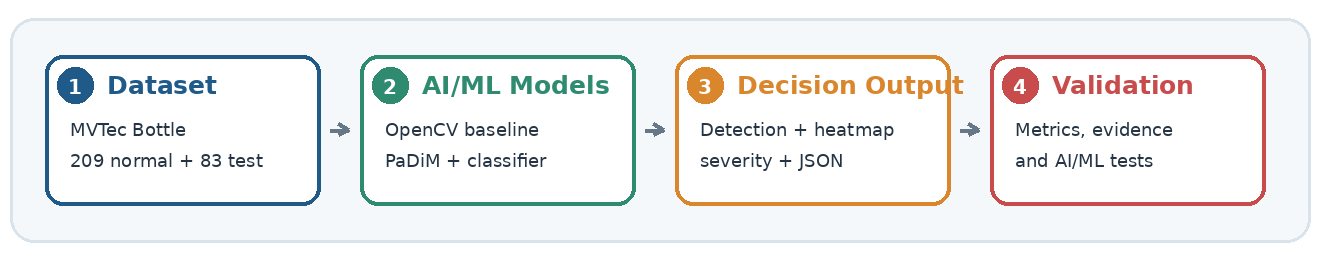 1 Dataset
MVTec Bottle
209 normal + 83 test
2 AI/ML Models
OpenCV baseline
PaDiM + classifier
3 Decision Output
Detection + heatmap
severity + JSON
4 Validation
Metrics, evidence
and AI/ML tests